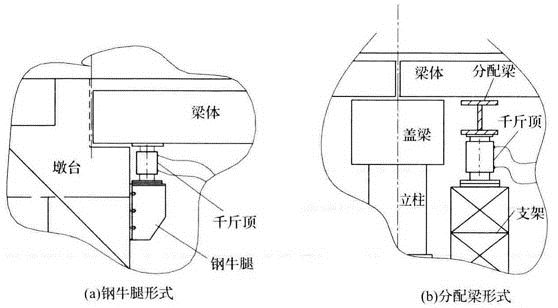 梁体
墩台
千斤顶
钢牛腿
(a)钢牛腿形式
梁体
分配梁
千斤顶
盖梁
立柱
支架
(b)分配梁形式